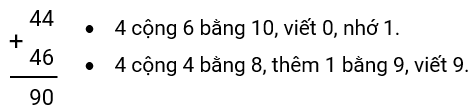 44
+
46
90
• 4 cộng 6 bằng 10, viết 0, nhớ 1.
• 4 cộng 4 bằng 8, thêm 1 bằng 9, viết 9.